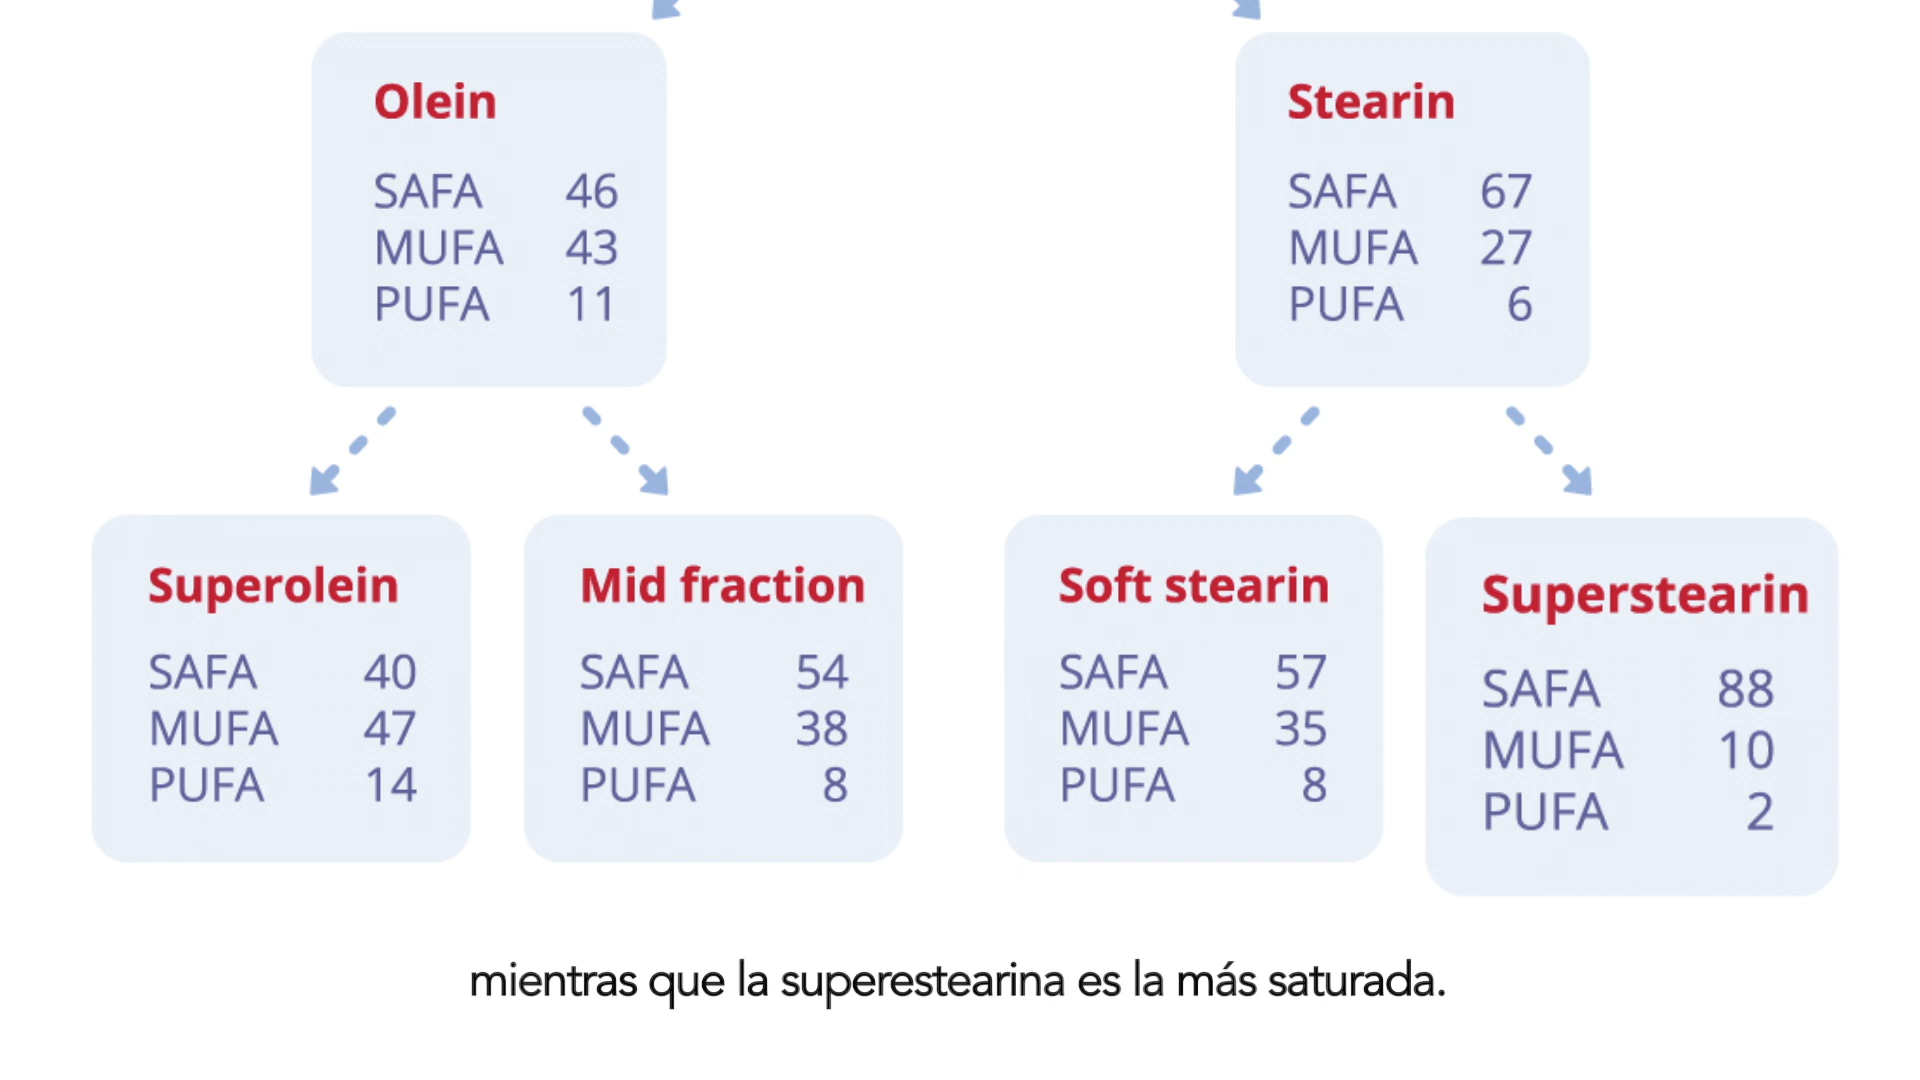 Olein
SAFA 46
MUFA 43
PUFA 11
Stearin
SAFA 67
MUFA 27
PUFA 6
Superolein
SAFA 40
MUFA 47
PUFA 14
Mid fraction
SAFA 54
MUFA 38
PUFA 8
Soft stearin
SAFA 57
MUFA 35
PUFA 8
Superstearin
SAFA 88
MUFA 10
PUFA 2
mientras que la superestearina es la más saturada.